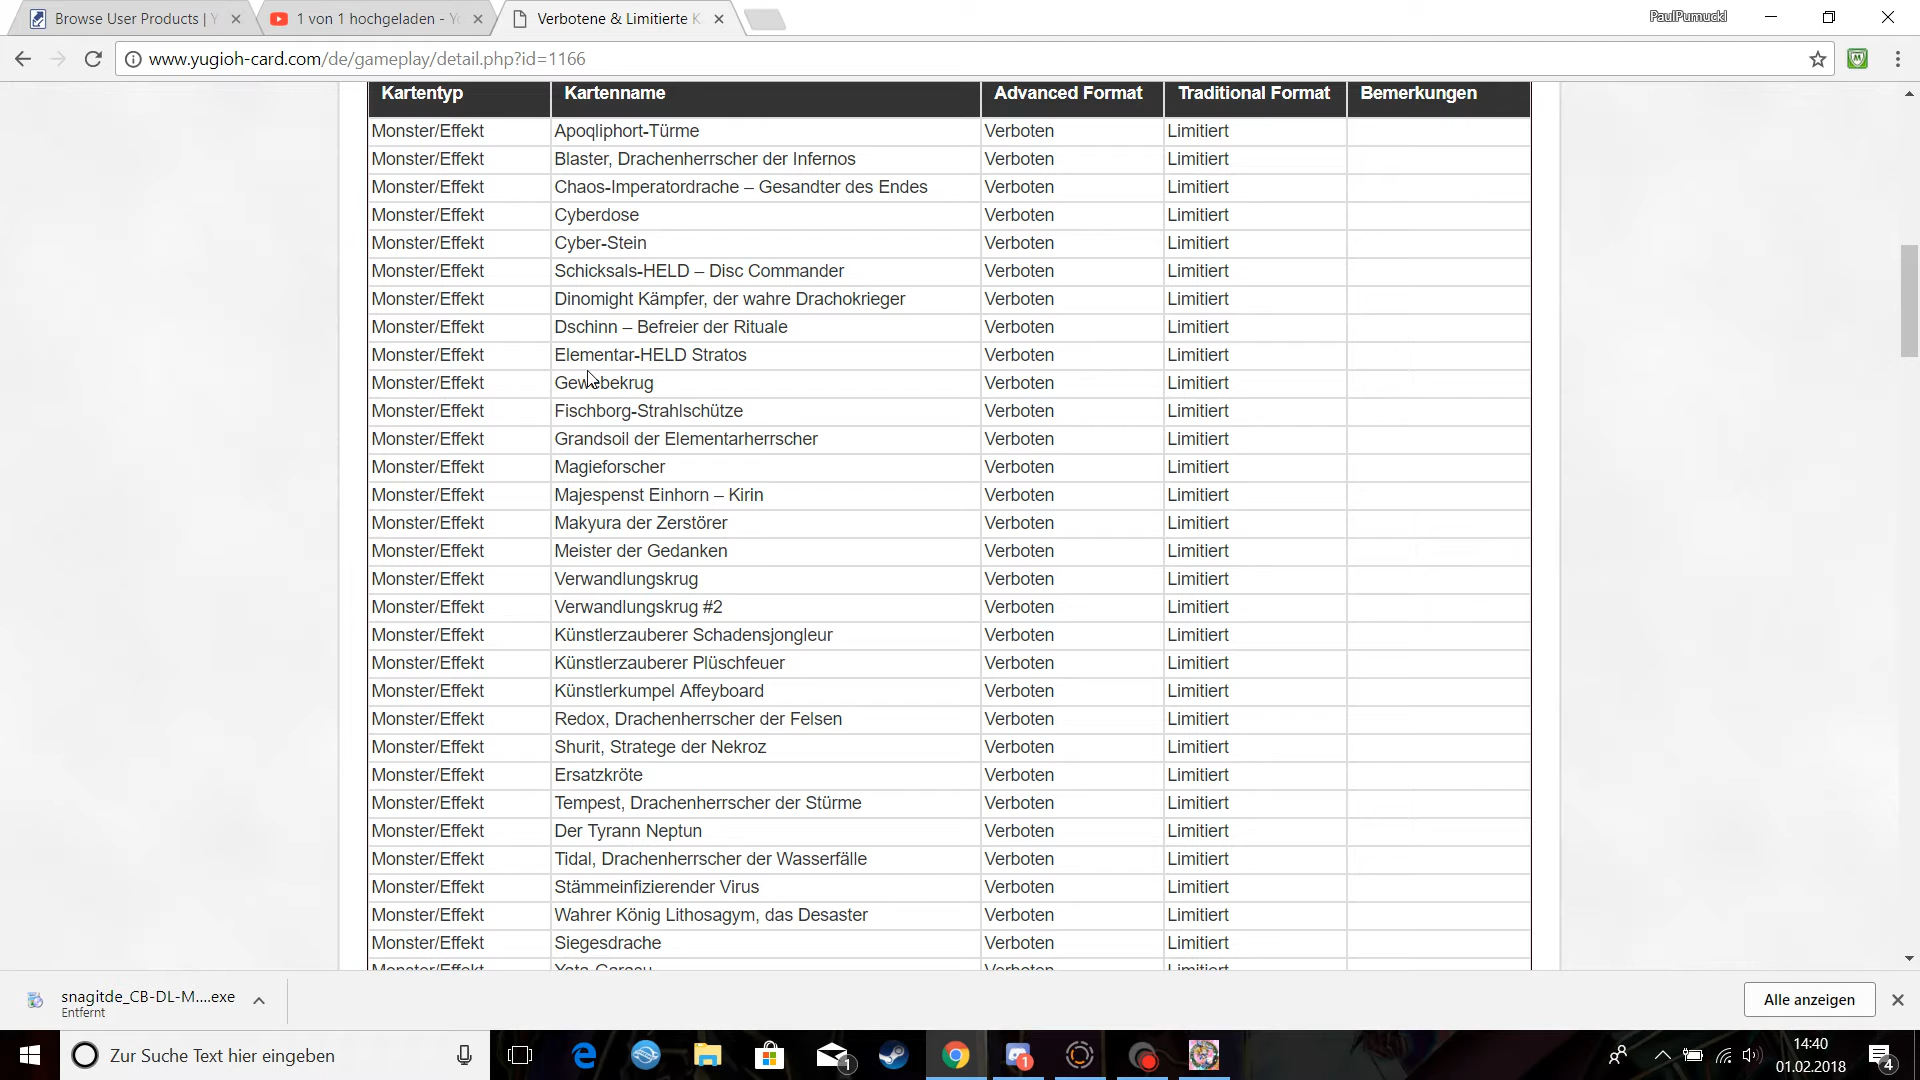 Browse User Products | Y
1 von 1 hochgeladen - Yo
Verbotene & Limitierte K
PaulPumuckl
www.yugioh-card.com/de/gameplay/detail.php?id=1166
Kartentyp Kartenname Advanced Format Traditional Format Bemerkungen
Monster/Effekt Apoqliphort-Türme Verboten Limitiert
Monster/Effekt Blaster, Drachenherrscher der Infernos Verboten Limitiert
Monster/Effekt Chaos-Imperatordrache – Gesandter des Endes Verboten Limitiert
Monster/Effekt Cyberdose Verboten Limitiert
Monster/Effekt Cyber-Stein Verboten Limitiert
Monster/Effekt Schicksals-HELD – Disc Commander Verboten Limitiert
Monster/Effekt Dinomight Kämpfer, der wahre Drachokrieger Verboten Limitiert
Monster/Effekt Dschinn – Befreier der Rituale Verboten Limitiert
Monster/Effekt Elementar-HELD Stratos Verboten Limitiert
Monster/Effekt Gewebekrug Verboten Limitiert
Monster/Effekt Fischborg-Strahlschütze Verboten Limitiert
Monster/Effekt Grandsoil der Elementarherrscher Verboten Limitiert
Monster/Effekt Magieforscher Verboten Limitiert
Monster/Effekt Majespenst Einhorn – Kirin Verboten Limitiert
Monster/Effekt Makyura der Zerstörer Verboten Limitiert
Monster/Effekt Meister der Gedanken Verboten Limitiert
Monster/Effekt Verwandlungskrug Verboten Limitiert
Monster/Effekt Verwandlungskrug #2 Verboten Limitiert
Monster/Effekt Künstlerzauberer Schadensjongleur Verboten Limitiert
Monster/Effekt Künstlerzauberer Plüschfeuer Verboten Limitiert
Monster/Effekt Künstlerkumpel Affeyboard Verboten Limitiert
Monster/Effekt Redox, Drachenherrscher der Felsen Verboten Limitiert
Monster/Effekt Shurit, Stratege der Nekroz Verboten Limitiert
Monster/Effekt Ersatzkröte Verboten Limitiert
Monster/Effekt Tempest, Drachenherrscher der Stürme Verboten Limitiert
Monster/Effekt Der Tyrann Neptun Verboten Limitiert
Monster/Effekt Tidal, Drachenherrscher der Wasserfälle Verboten Limitiert
Monster/Effekt Stämmeinfizierender Virus Verboten Limitiert
Monster/Effekt Wahrer König Lithosagym, das Desaster Verboten Limitiert
Monster/Effekt Siegesdrache Verboten Limitiert
Monster/Effekt Yata-Garasu Verboten Limitiert
snagitde_CB-DL-M....exe
Entfernt
Alle anzeigen
Zur Suche Text hier eingeben
1
1
14:40
01.02.2018
4